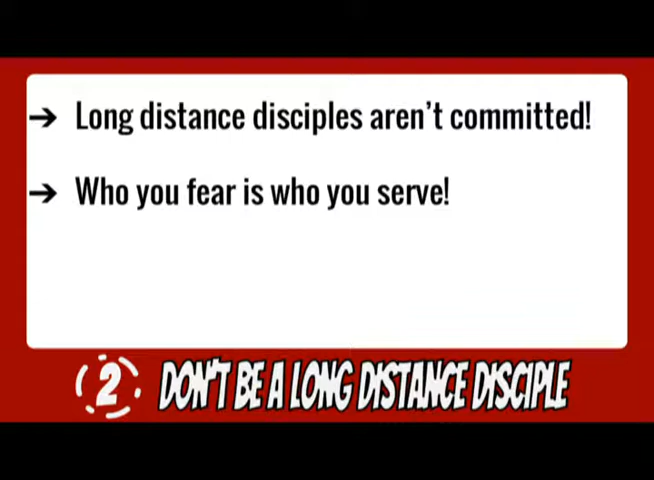 ➔ Long distance disciples aren't committed!
➔ Who you fear is who you serve!
2 DON'T BE A LONG DISTANCE DISCIPLE